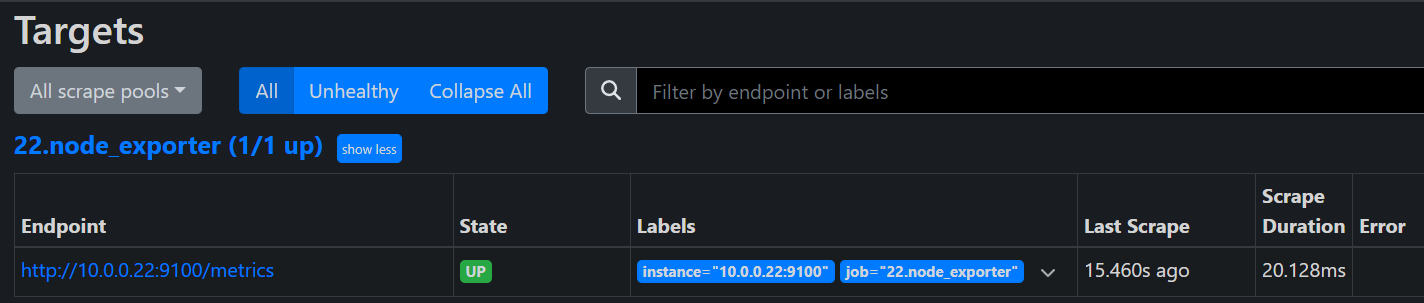 Targets
All scrape pools
All Unhealthy Collapse All
Filter by endpoint or labels
22.node_exporter (1/1 up) show less
Endpoint State Labels Last Scrape Scrape Duration Error
http://10.0.0.22:9100/metrics UP instance="10.0.0.22:9100" job="22.node_exporter" 15.460s ago 20.128ms